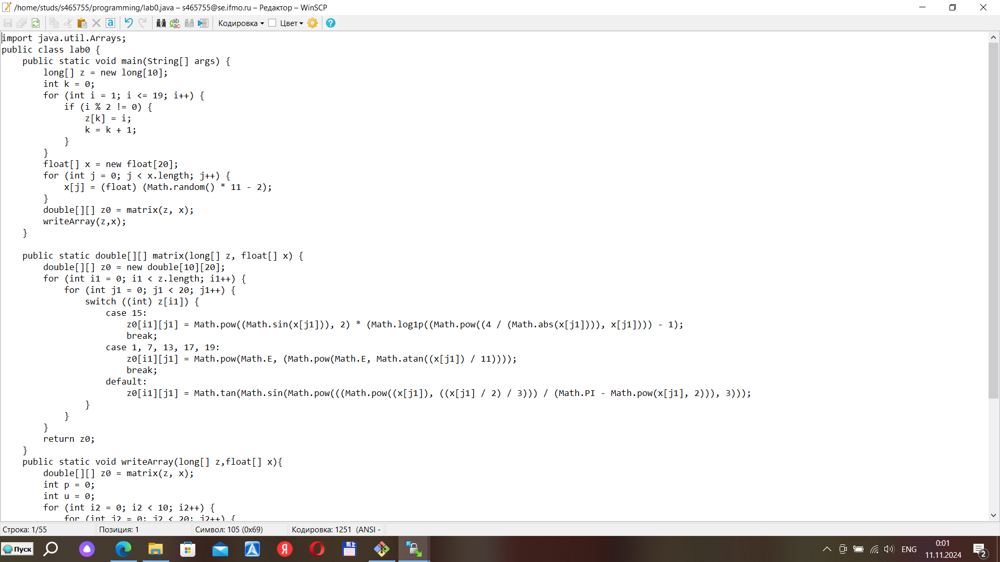 /home/studs/s465755/programming/lab0.java – s465755@se.ifmo.ru – Редактор – WinSCP
Кодировка Цвет
import java.util.Arrays;
public class lab0 {
    public static void main(String[] args) {
        long[] z = new long[10];
        int k = 0;
        for (int i = 1; i <= 19; i++) {
            if (i % 2 != 0) {
                z[k] = i;
                k = k + 1;
            }
        }
        float[] x = new float[20];
        for (int j = 0; j < x.length; j++) {
            x[j] = (float) (Math.random() * 11 - 2);
        }
        double[][] z0 = matrix(z, x);
        writeArray(z,x);
    }

    public static double[][] matrix(long[] z, float[] x) {
        double[][] z0 = new double[10][20];
        for (int i1 = 0; i1 < z.length; i1++) {
            for (int j1 = 0; j1 < 20; j1++) {
                switch ((int) z[i1]) {
                    case 15:
                        z0[i1][j1] = Math.pow((Math.sin(x[j1])), 2) * (Math.log1p((Math.pow((4 / (Math.abs(x[j1]))), x[j1]))) - 1);
                        break;
                    case 1, 7, 13, 17, 19:
                        z0[i1][j1] = Math.pow(Math.E, (Math.pow(Math.E, Math.atan((x[j1]) / 11))));
                        break;
                    default:
                        z0[i1][j1] = Math.tan(Math.sin(Math.pow(((Math.pow((x[j1]), ((x[j1] / 2) / 3))) / (Math.PI - Math.pow(x[j1], 2))), 3)));
                }
            }
        }
        return z0;
    }
    public static void writeArray(long[] z,float[] x){
        double[][] z0 = matrix(z, x);
        int p = 0;
        int u = 0;
        for (int i2 = 0; i2 < 10; i2++) {
            for (int j2 = 0; j2 < 20; j2++) {
Строка: 1/55 Позиция: 1 Символ: 105 (0x69) Кодировка: 1251 (ANSI -
Пуск ENG 0:01
11.11.2024 2